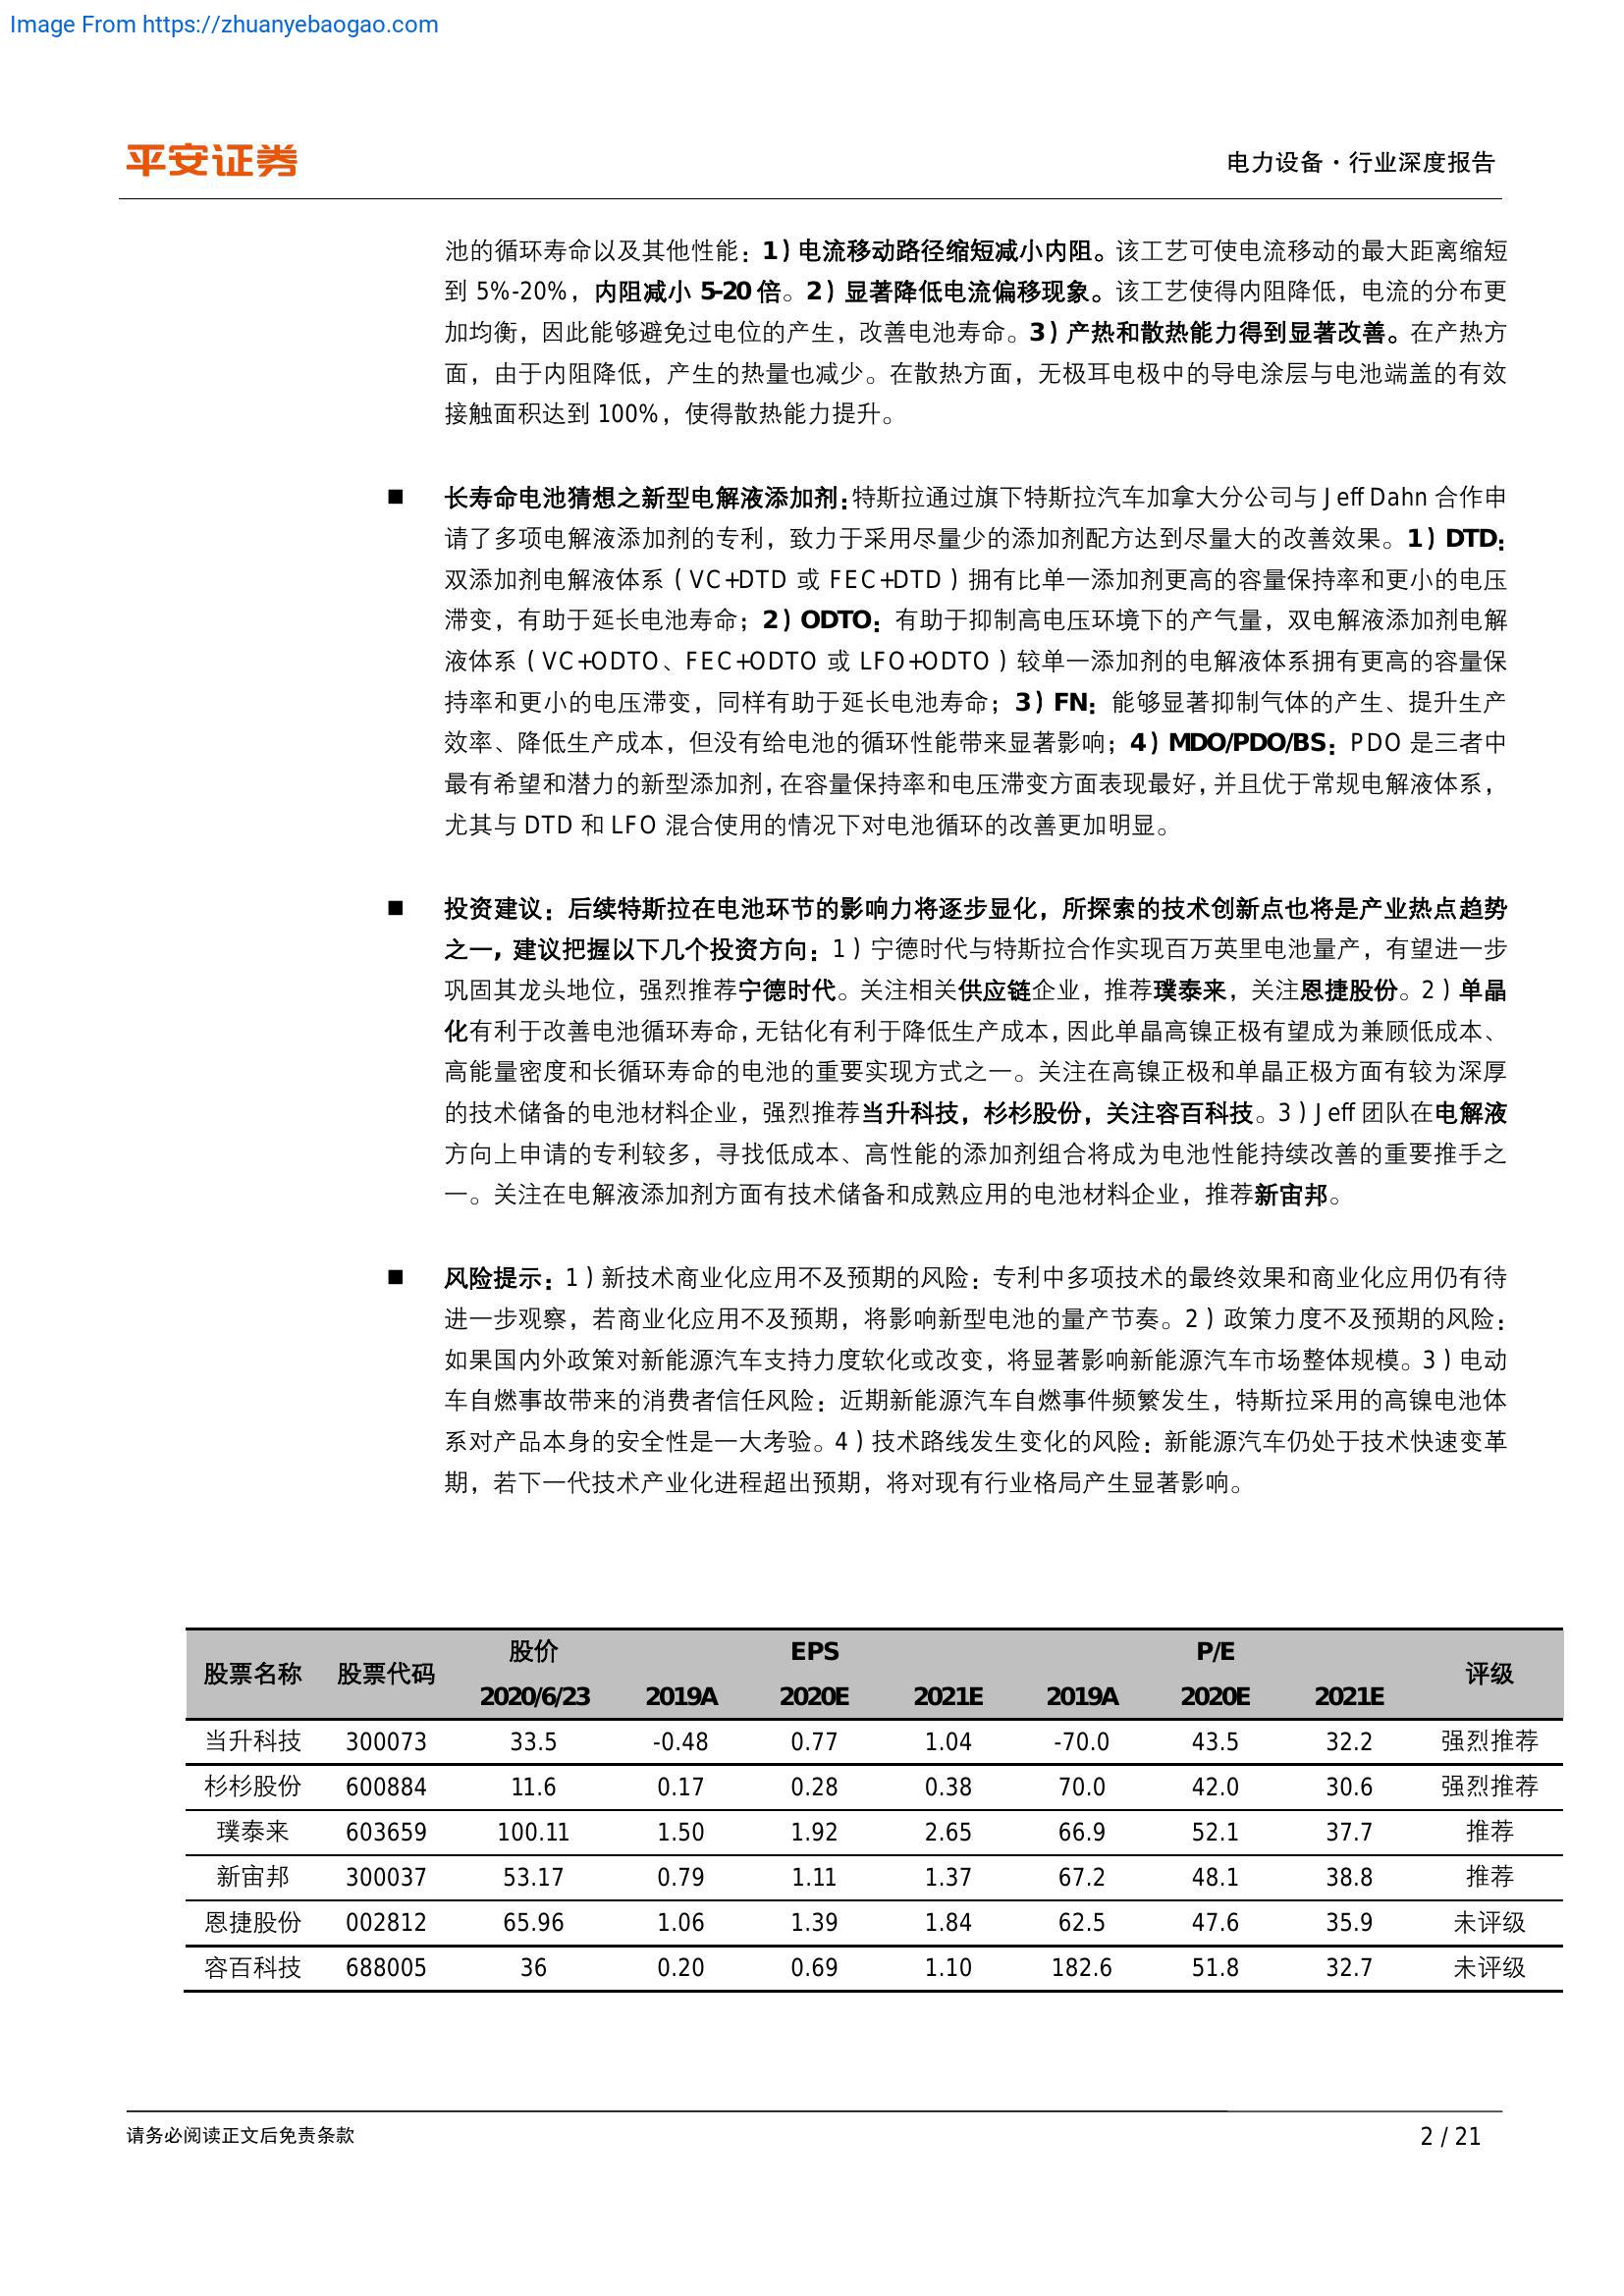 Image From https://zhuanyebaogao.com
平安证券
电力设备·行业深度报告
池的循环寿命以及其他性能：1）电流移动路径缩短减小内阻。该工艺可使电流移动的最大距离缩短
到 5%-20%，内阻减小 5-20 倍。2）显著降低电流偏移现象。该工艺使得内阻降低，电流的分布更
加均衡，因此能够避免过电位的产生，改善电池寿命。3）产热和散热能力得到显著改善。在产热方
面，由于内阻降低，产生的热量也减少。在散热方面，无极耳电极中的导电涂层与电池端盖的有效
接触面积达到 100%，使得散热能力提升。
■ 长寿命电池猜想之新型电解液添加剂：特斯拉通过旗下特斯拉汽车加拿大分公司与 Jeff Dahn 合作申
请了多项电解液添加剂的专利，致力于采用尽量少的添加剂配方达到尽量大的改善效果。1）DTD：
双添加剂电解液体系（VC+DTD 或 FEC+DTD）拥有比单一添加剂更高的容量保持率和更小的电压
滞变，有助于延长电池寿命；2）ODTO：有助于抑制高电压环境下的产气量，双电解液添加剂电解
液体系（VC+ODTO、FEC+ODTO 或 LFO+ODTO）较单一添加剂的电解液体系拥有更高的容量保
持率和更小的电压滞变，同样有助于延长电池寿命；3）FN：能够显著抑制气体的产生、提升生产
效率、降低生产成本，但没有给电池的循环性能带来显著影响；4）MDO/PDO/BS：PDO 是三者中
最有希望和潜力的新型添加剂，在容量保持率和电压滞变方面表现最好，并且优于常规电解液体系，
尤其与 DTD 和 LFO 混合使用的情况下对电池循环的改善更加明显。
■ 投资建议：后续特斯拉在电池环节的影响力将逐步显化，所探索的技术创新点也将是产业热点趋势
之一，建议把握以下几个投资方向：1）宁德时代与特斯拉合作实现百万英里电池量产，有望进一步
巩固其龙头地位，强烈推荐宁德时代。关注相关供应链企业，推荐璞泰来，关注恩捷股份。2）单晶
化有利于改善电池循环寿命，无钴化有利于降低生产成本，因此单晶高镍正极有望成为兼顾低成本、
高能量密度和长循环寿命的电池的重要实现方式之一。关注在高镍正极和单晶正极方面有较为深厚
的技术储备的电池材料企业，强烈推荐当升科技，杉杉股份，关注容百科技。3）Jeff 团队在电解液
方向上申请的专利较多，寻找低成本、高性能的添加剂组合将成为电池性能持续改善的重要推手之
一。关注在电解液添加剂方面有技术储备和成熟应用的电池材料企业，推荐新宙邦。
■ 风险提示：1）新技术商业化应用不及预期的风险：专利中多项技术的最终效果和商业化应用仍有待
进一步观察，若商业化应用不及预期，将影响新型电池的量产节奏。2）政策力度不及预期的风险：
如果国内外政策对新能源汽车支持力度软化或改变，将显著影响新能源汽车市场整体规模。3）电动
车自燃事故带来的消费者信任风险：近期新能源汽车自燃事件频繁发生，特斯拉采用的高镍电池体
系对产品本身的安全性是一大考验。4）技术路线发生变化的风险：新能源汽车仍处于技术快速变革
期，若下一代技术产业化进程超出预期，将对现有行业格局产生显著影响。
股票名称 股票代码 股价 EPS P/E 评级
2020/6/23 2019A 2020E 2021E 2019A 2020E 2021E
当升科技 300073 33.5 -0.48 0.77 1.04 -70.0 43.5 32.2 强烈推荐
杉杉股份 600884 11.6 0.17 0.28 0.38 70.0 42.0 30.6 强烈推荐
璞泰来 603659 100.11 1.50 1.92 2.65 66.9 52.1 37.7 推荐
新宙邦 300037 53.17 0.79 1.11 1.37 67.2 48.1 38.8 推荐
恩捷股份 002812 65.96 1.06 1.39 1.84 62.5 47.6 35.9 未评级
容百科技 688005 36 0.20 0.69 1.10 182.6 51.8 32.7 未评级
请务必阅读正文后免责条款
2 / 21